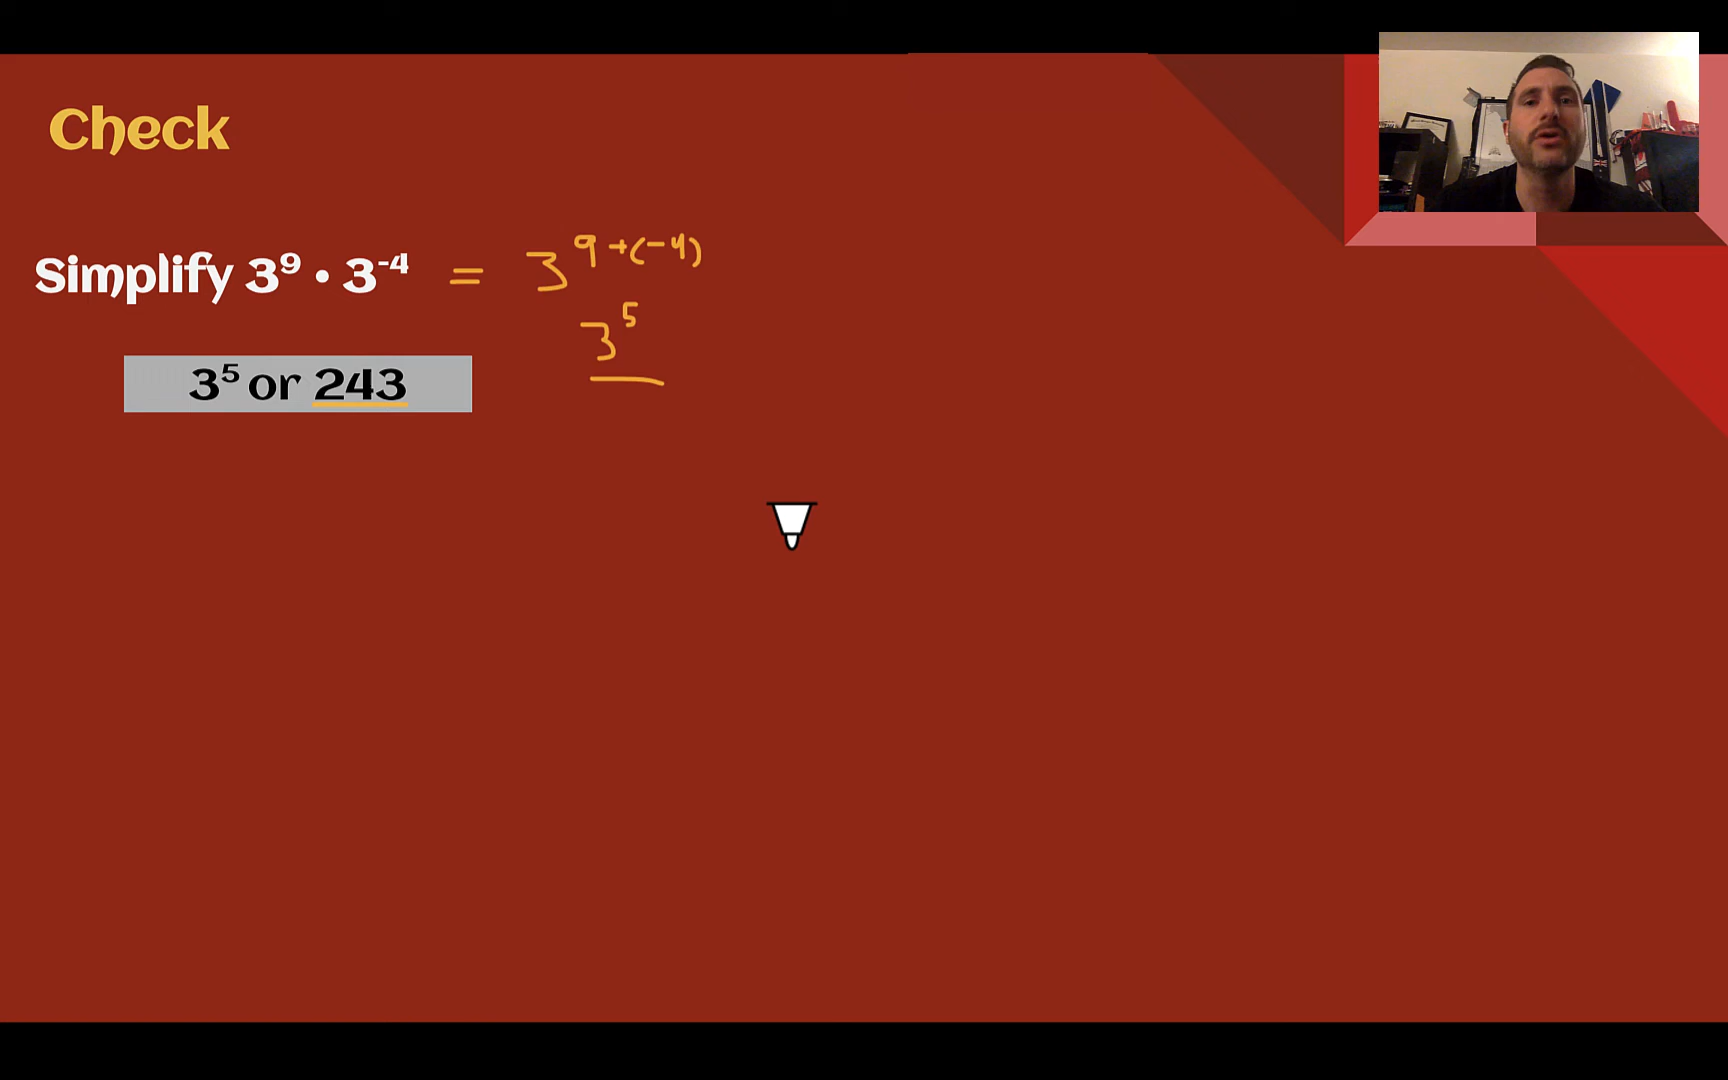 Check
Simplify 3⁹ • 3⁻⁴ = 3⁹⁺⁽⁻⁴⁾
3⁵
3⁵ or 243